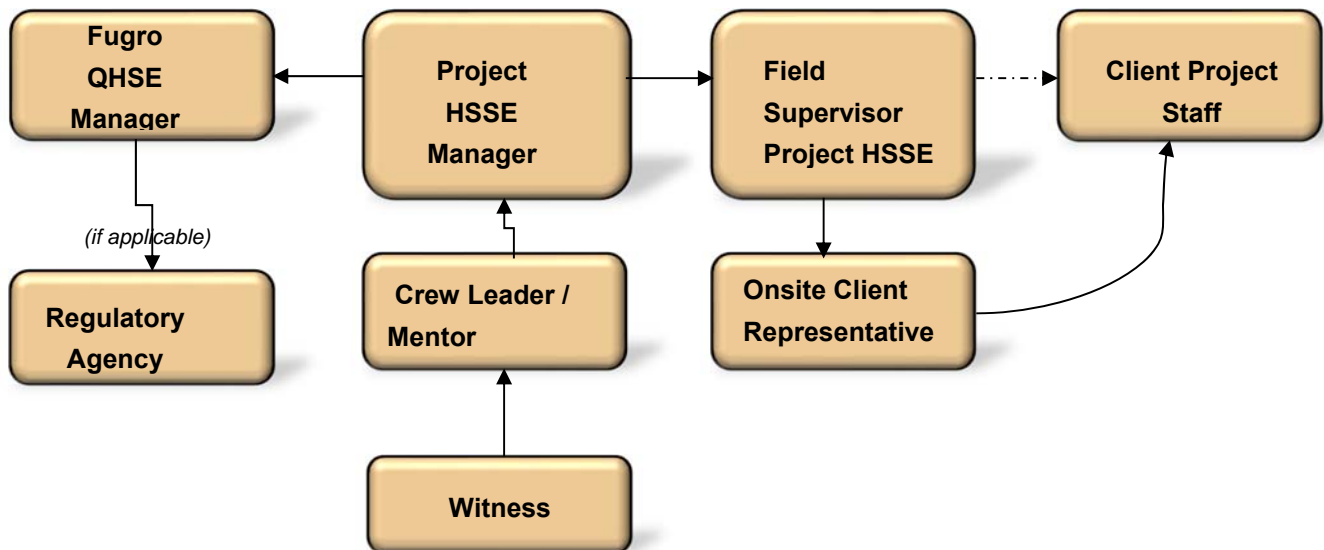 Fugro
QHSE
Manager
Project
HSSE
Manager
Field
Supervisor
Project HSSE
Client Project
Staff
(if applicable)
Regulatory
Agency
Crew Leader /
Mentor
Onsite Client
Representative
Witness